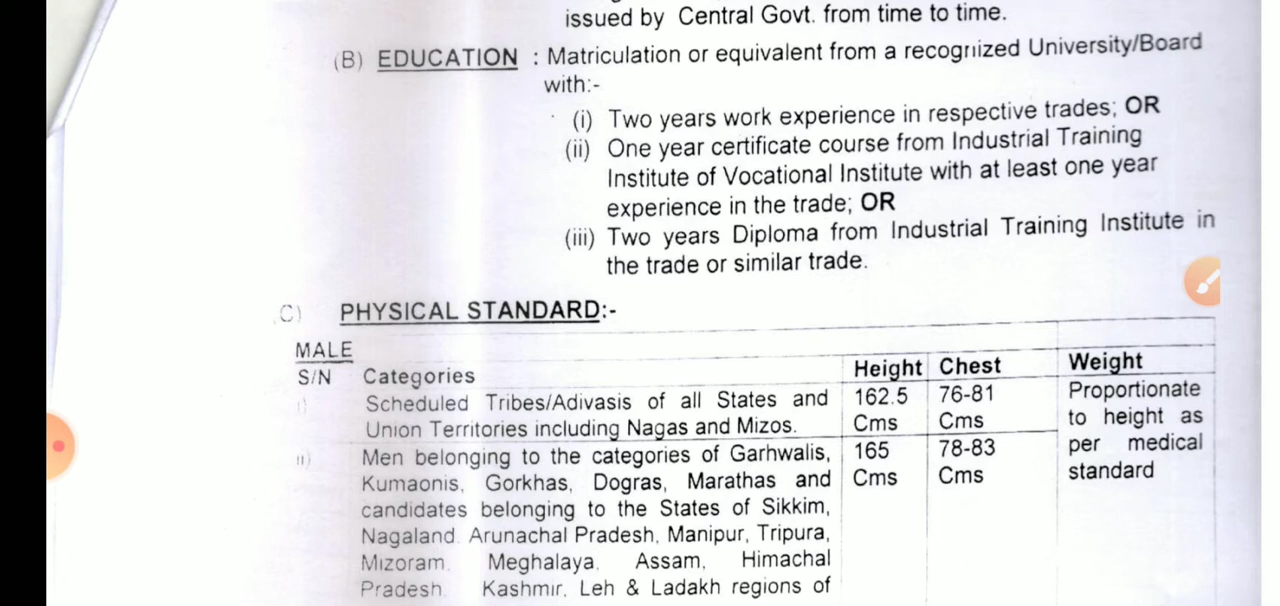 issued by Central Govt. from time to time.
(B) EDUCATION : Matriculation or equivalent from a recognized University/Board
with:-
(i) Two years work experience in respective trades; OR
(ii) One year certificate course from Industrial Training
Institute of Vocational Institute with at least one year
experience in the trade; OR
(iii) Two years Diploma from Industrial Training Institute in
the trade or similar trade.
C) PHYSICAL STANDARD:-
MALE
S/N Categories Height Chest Weight
i) Scheduled Tribes/Adivasis of all States and 162.5 76-81 Proportionate
Union Territories including Nagas and Mizos. Cms Cms to height as
ii) Men belonging to the categories of Garhwalis, 165 78-83 per medical
Kumaonis, Gorkhas, Dogras, Marathas and Cms Cms standard
candidates belonging to the States of Sikkim,
Nagaland. Arunachal Pradesh, Manipur, Tripura,
Mizoram. Meghalaya. Assam, Himachal
Pradesh. Kashmir, Leh & Ladakh regions of